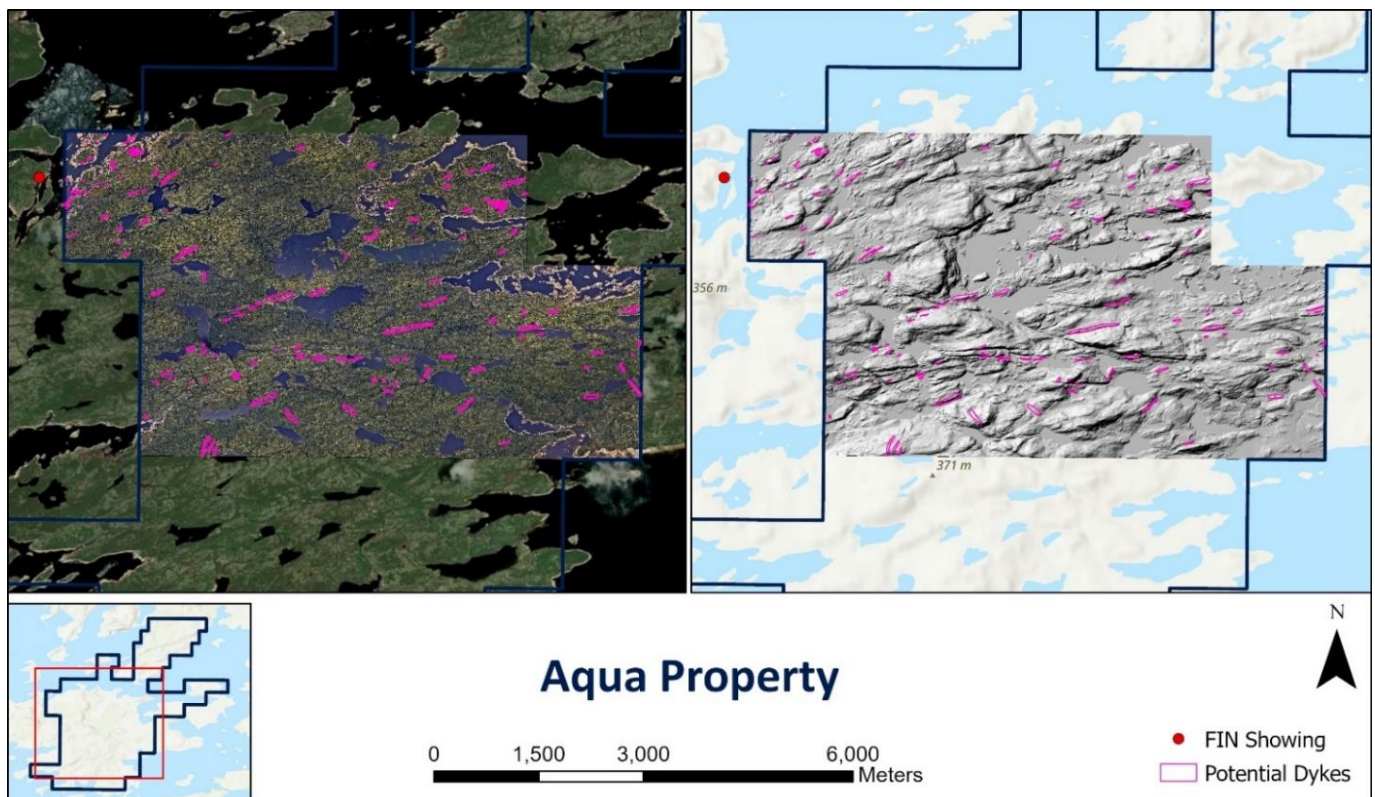 356 m
371 m
Aqua Property
N
0 1,500 3,000 6,000
Meters
FIN Showing
Potential Dykes